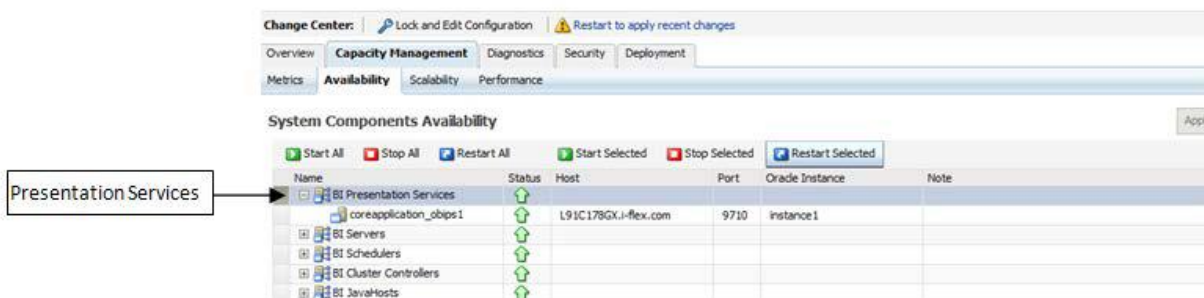 Change Center: Lock and Edit Configuration Restart to apply recent changes
Overview Capacity Management Diagnostics Security Deployment
Metrics Availability Scalability Performance
System Components Availability
App
Start All Stop All Restart All Start Selected Stop Selected Restart Selected
Name Status Host Port Oracle Instance Note
Presentation Services
BI Presentation Services
coreapplication_obips1 L91C178GX.i-flex.com 9710 instance1
BI Servers
BI Schedulers
BI Cluster Controllers
BI JavaHosts